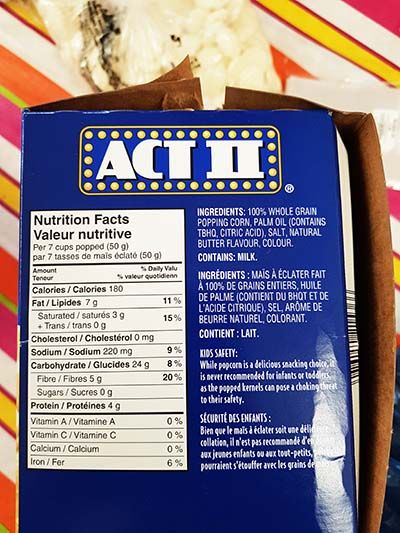 ACT II
®
Nutrition Facts
Valeur nutritive
Per 7 cups popped (50 g)
par 7 tasses de maïs éclaté (50 g)
Amount % Daily Valu
Teneur % valeur quotidienn
Calories / Calories 180
Fat / Lipides 7 g 11 %
Saturated / saturés 3 g 15 %
+ Trans / trans 0 g
Cholesterol / Cholestérol 0 mg
Sodium / Sodium 220 mg 9 %
Carbohydrate / Glucides 24 g 8 %
Fibre / Fibres 5 g 20 %
Sugars / Sucres 0 g
Protein / Protéines 4 g
Vitamin A / Vitamine A 0 %
Vitamin C / Vitamine C 0 %
Calcium / Calcium 0 %
Iron / Fer 6 %
INGREDIENTS: 100% WHOLE GRAIN
POPPING CORN, PALM OIL (CONTAINS
TBHQ, CITRIC ACID), SALT, NATURAL
BUTTER FLAVOUR, COLOUR.
CONTAINS: MILK.
INGRÉDIENTS : MAÏS À ÉCLATER FAIT
À 100% DE GRAINS ENTIERS, HUILE
DE PALME (CONTIENT DU BHQT ET DE
L'ACIDE CITRIQUE), SEL, ARÔME DE
BEURRE NATUREL, COLORANT.
CONTIENT : LAIT.
KIDS SAFETY:
While popcorn is a delicious snacking choice, it
is never recommended for infants or toddlers,
as the popped kernels can pose a choking threat
to their safety.
SÉCURITÉ DES ENFANTS :
Bien que le maïs à éclater soit une
collation, il n'est pas recommandé
aux jeunes enfants ou aux tout-petits,
pourraient s'étouffer avec les grains